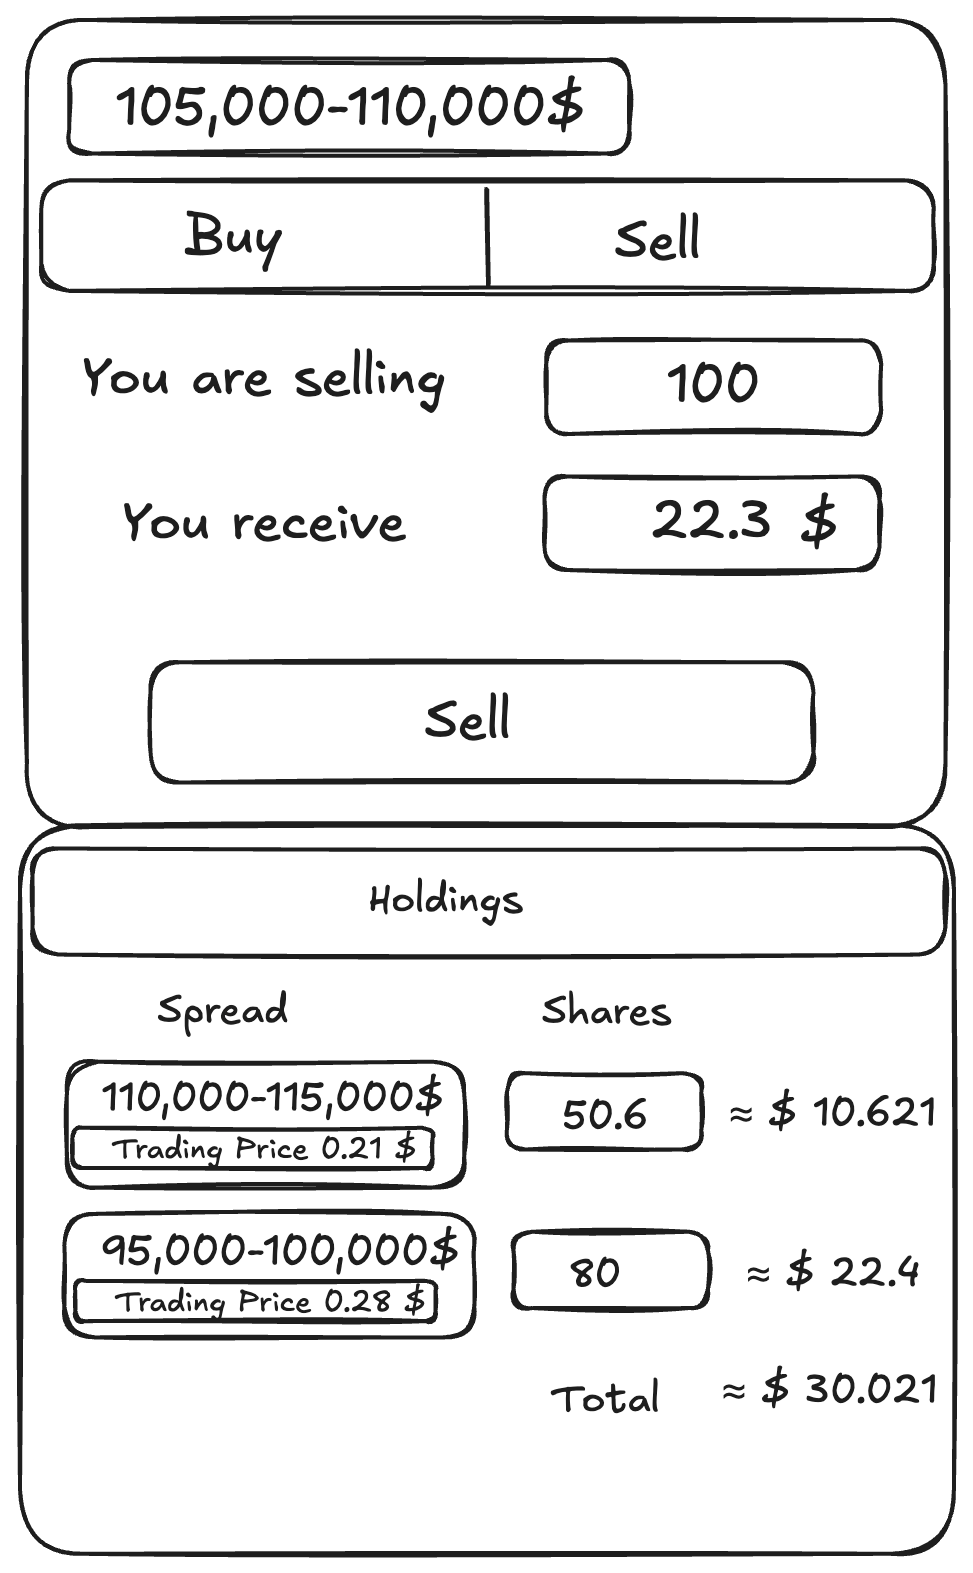 105,000-110,000$
Buy Sell
You are selling 100
You receive 22.3 $
Sell
Holdings
Spread Shares
110,000-115,000$
Trading Price 0.21 $
50.6 ≈ $ 10.621
95,000-100,000$
Trading Price 0.28 $
80 ≈ $ 22.4
Total ≈ $ 30.021